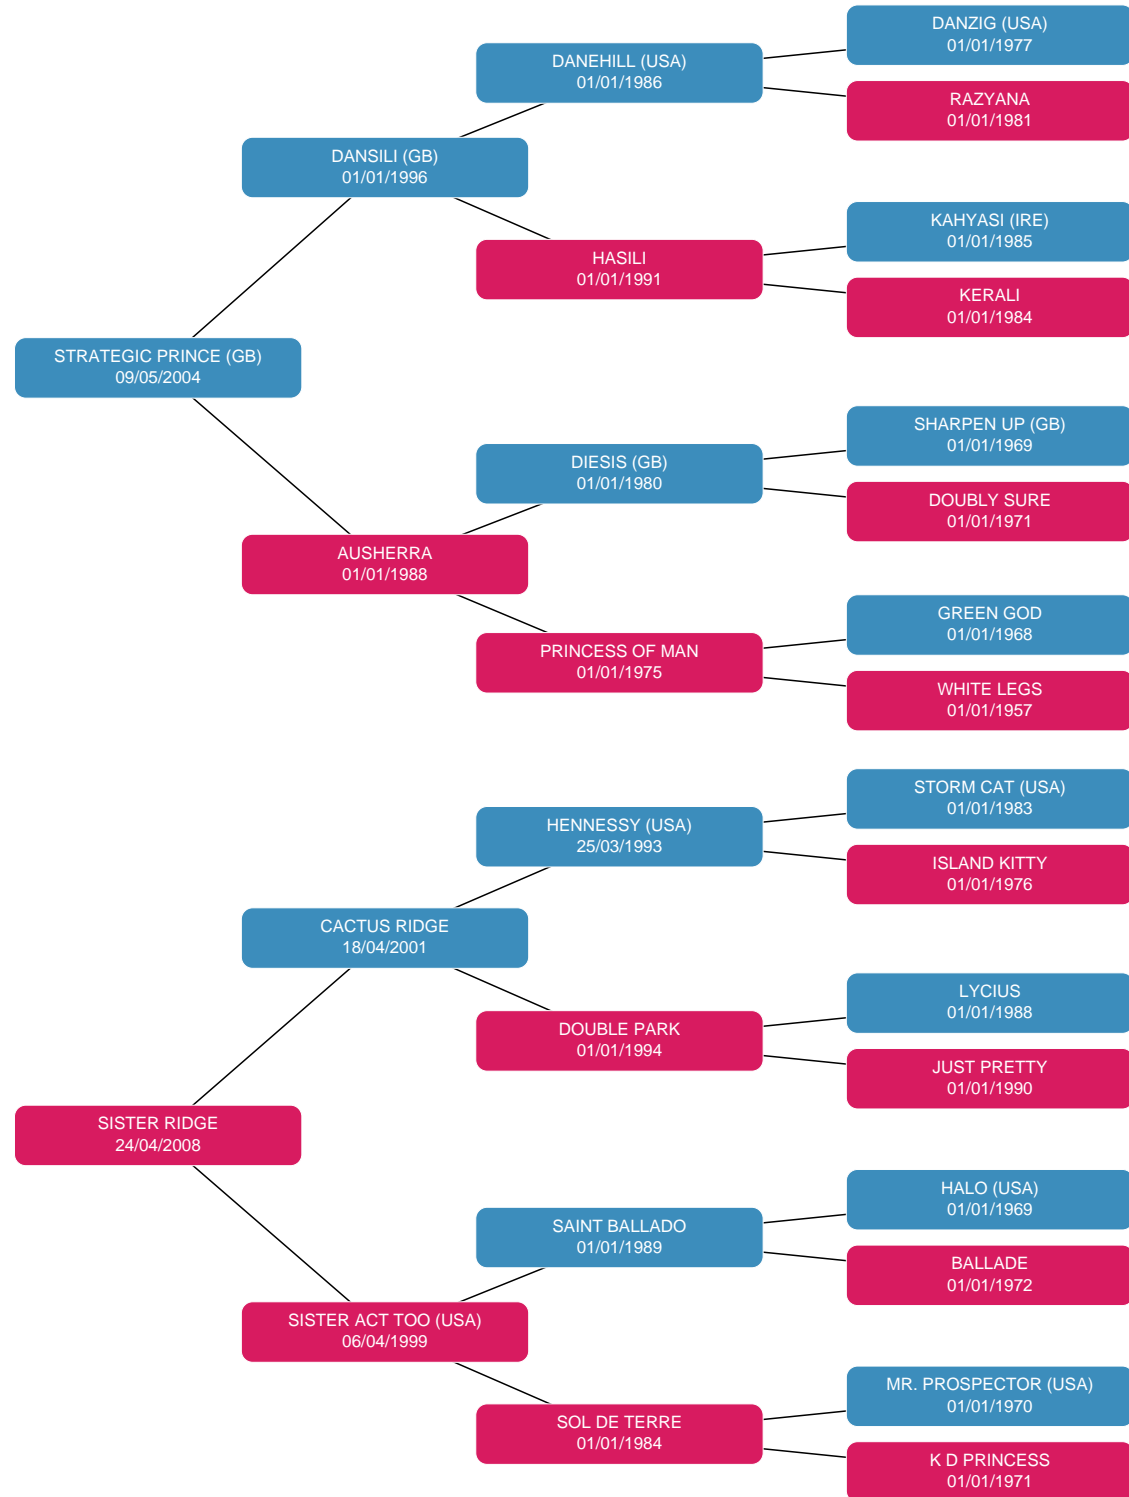 DANZIG (USA)
01/01/1977
DANEHILL (USA)
01/01/1986
RAZYANA
01/01/1981
DANSILI (GB)
01/01/1996
KAHYASI (IRE)
01/01/1985
HASILI
01/01/1991
KERALI
01/01/1984
STRATEGIC PRINCE (GB)
09/05/2004
SHARPEN UP (GB)
01/01/1969
DIESIS (GB)
01/01/1980
DOUBLY SURE
01/01/1971
AUSHERRA
01/01/1988
GREEN GOD
01/01/1968
PRINCESS OF MAN
01/01/1975
WHITE LEGS
01/01/1957
STORM CAT (USA)
01/01/1983
HENNESSY (USA)
25/03/1993
ISLAND KITTY
01/01/1976
CACTUS RIDGE
18/04/2001
LYCIUS
01/01/1988
DOUBLE PARK
01/01/1994
JUST PRETTY
01/01/1990
SISTER RIDGE
24/04/2008
HALO (USA)
01/01/1969
SAINT BALLADO
01/01/1989
BALLADE
01/01/1972
SISTER ACT TOO (USA)
06/04/1999
MR. PROSPECTOR (USA)
01/01/1970
SOL DE TERRE
01/01/1984
K D PRINCESS
01/01/1971